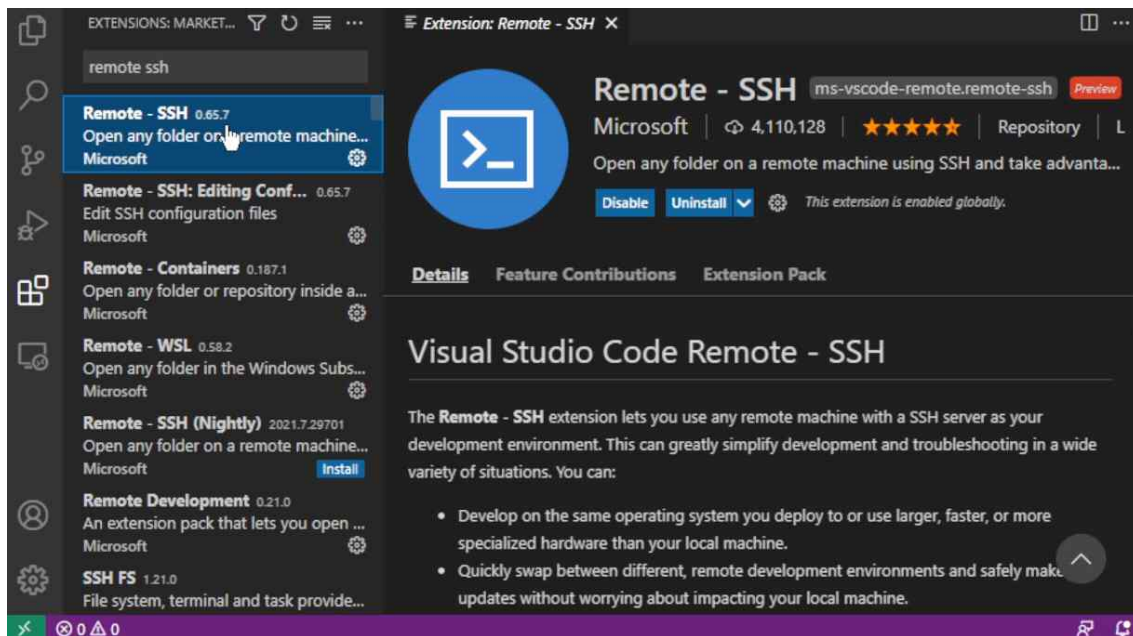 EXTENSIONS: MARKET...
remote ssh
Remote - SSH 0.65.7
Open any folder on remote machine...
Microsoft
Remote - SSH: Editing Conf... 0.65.7
Edit SSH configuration files
Microsoft
Remote - Containers 0.187.1
Open any folder or repository inside a...
Microsoft
Remote - WSL 0.58.2
Open any folder in the Windows Subs...
Microsoft
Remote - SSH (Nightly) 2021.7.29701
Open any folder on a remote machine...
Microsoft Install
Remote Development 0.21.0
An extension pack that lets you open ...
Microsoft
SSH FS 1.21.0
File system, terminal and task provide...
Extension: Remote - SSH
Remote - SSH ms-vscode-remote.remote-ssh Preview
Microsoft | 4,110,128 | ★★★★★ | Repository | L
Open any folder on a remote machine using SSH and take advanta...
Disable Uninstall This extension is enabled globally.
Details Feature Contributions Extension Pack
Visual Studio Code Remote - SSH
The Remote - SSH extension lets you use any remote machine with a SSH server as your
development environment. This can greatly simplify development and troubleshooting in a wide
variety of situations. You can:
• Develop on the same operating system you deploy to or use larger, faster, or more
specialized hardware than your local machine.
• Quickly swap between different, remote development environments and safely make
updates without worrying about impacting your local machine.
0 0